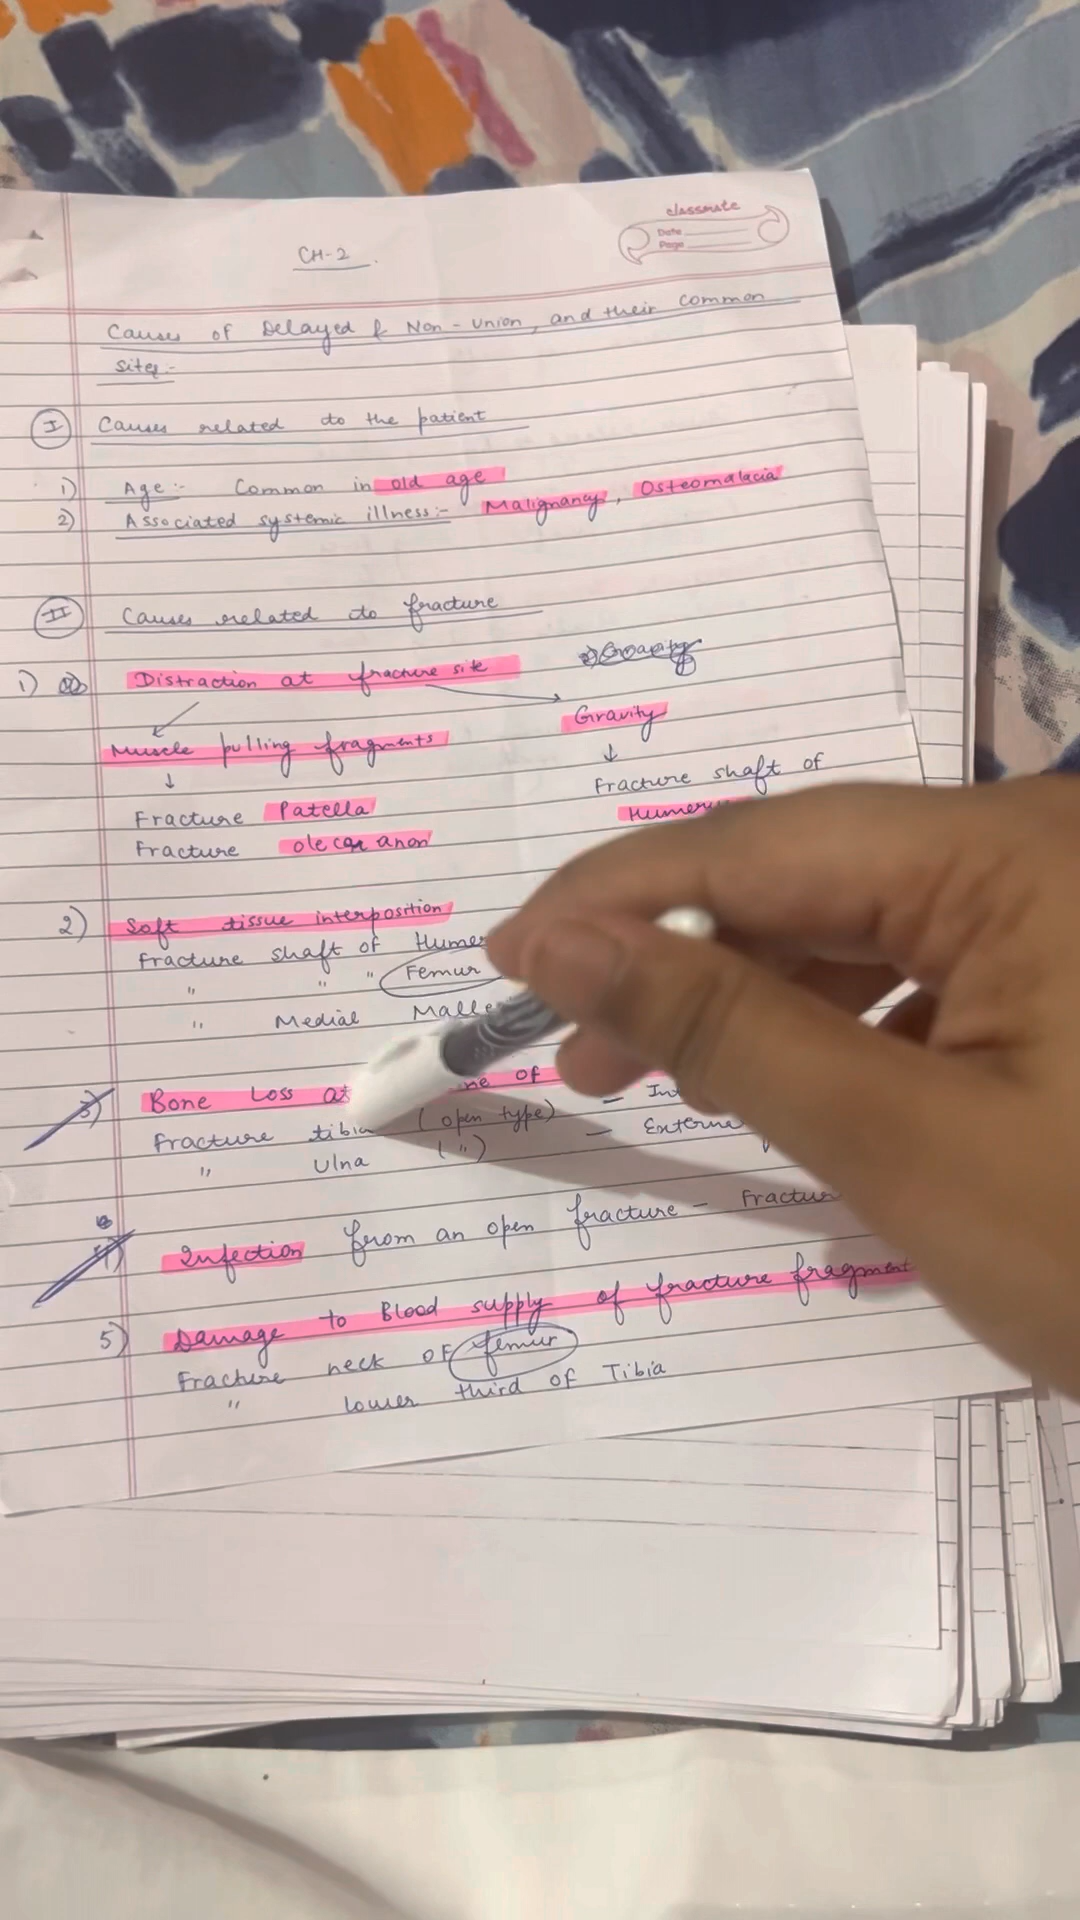 classmate
Date
Page
CH-2
Causes of Delayed & Non-Union, and their common
sites:-
I Causes related to the patient
1) Age:- Common in old age
2) Associated systemic illness:- Malignancy, Osteomalacia
II Causes related to fracture
1) Distraction at fracture site
Muscle pulling fragments
Gravity
↓
↓
Fracture Patella
Fracture olecranon
Fracture shaft of
2) Soft tissue interposition
Fracture shaft of
" " " Femur
" Medial
3) Bone Loss at of
Fracture tibia (open type) -
" Ulna (") -
4) Infection from an open fracture -
5) Damage to Blood supply of fracture fragment
Fracture neck OF femur
" lower third of Tibia